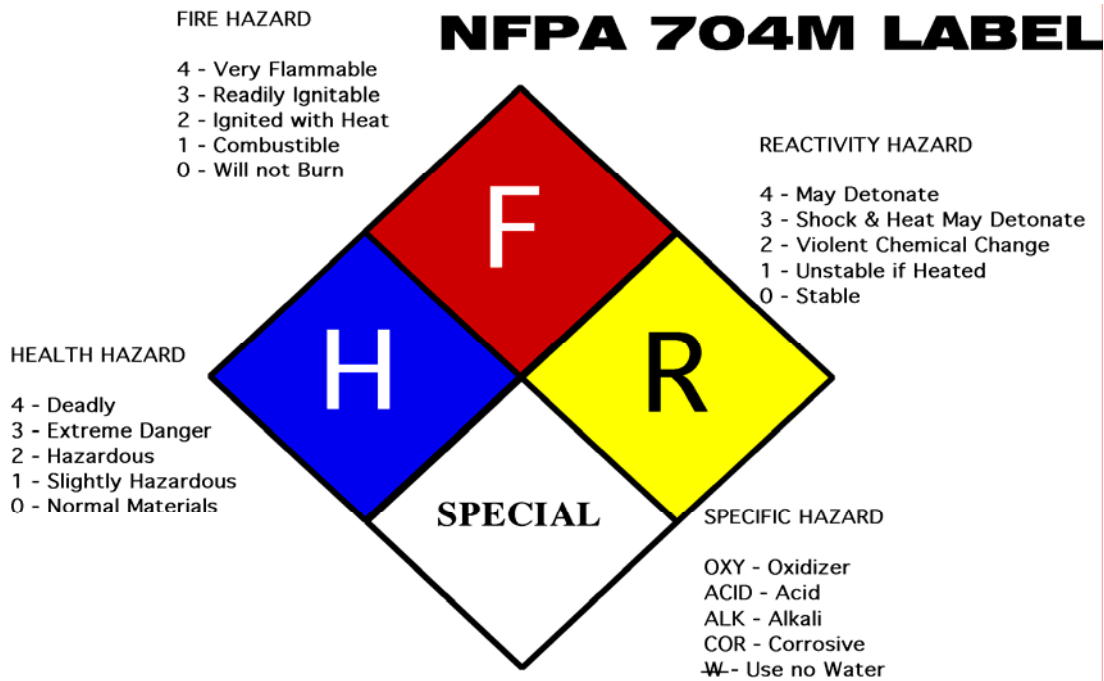 NFPA 704M LABEL
FIRE HAZARD
4 - Very Flammable
3 - Readily Ignitable
2 - Ignited with Heat
1 - Combustible
0 - Will not Burn
REACTIVITY HAZARD
4 - May Detonate
3 - Shock & Heat May Detonate
2 - Violent Chemical Change
1 - Unstable if Heated
0 - Stable
F
H
R
HEALTH HAZARD
4 - Deadly
3 - Extreme Danger
2 - Hazardous
1 - Slightly Hazardous
0 - Normal Materials
SPECIAL
SPECIFIC HAZARD
OXY - Oxidizer
ACID - Acid
ALK - Alkali
COR - Corrosive
W̶ - Use no Water